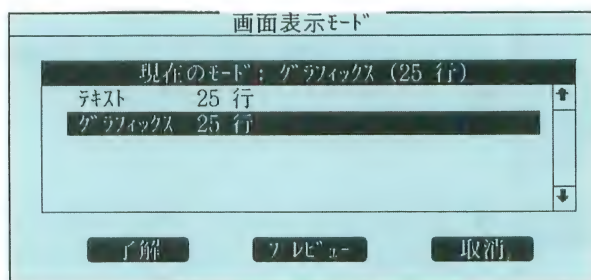 画面表示ﾓｰﾄﾞ
現在のﾓｰﾄﾞ: ｸﾞﾗﾌｨｯｸｽ (25 行)
ﾃｷｽﾄ 25 行
ｸﾞﾗﾌｨｯｸｽ 25 行
了解 ﾌﾟﾚﾋﾞｭｰ 取消